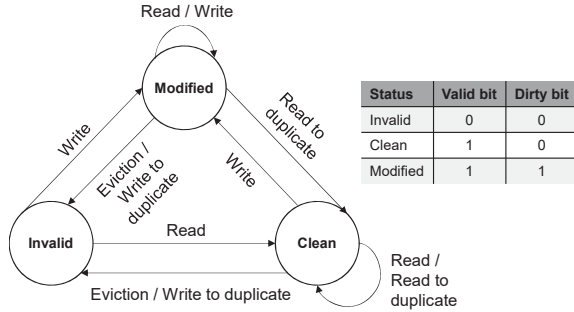 Read / Write
Modified
Write
Eviction /
Write to
duplicate
Write
Read to
duplicate
Invalid
Read
Clean
Eviction / Write to duplicate
Read /
Read to
duplicate
Status Valid bit Dirty bit
Invalid 0 0
Clean 1 0
Modified 1 1